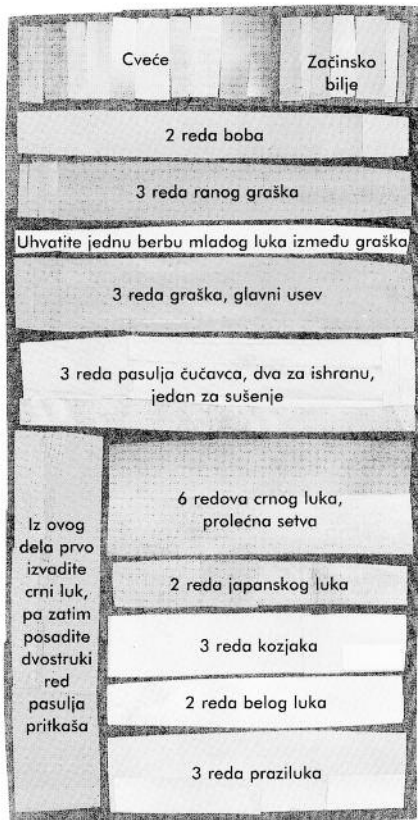 Cveće
Začinsko
bilje
2 reda boba
3 reda ranog graška
Uhvatite jednu berbu mladog luka između graška
3 reda graška, glavni usev
3 reda pasulja čučavca, dva za ishranu,
jedan za sušenje
Iz ovog
dela prvo
izvadite
crni luk,
pa zatim
posadite
dvostruki
red
pasulja
pritkaša
6 redova crnog luka,
prolećna setva
2 reda japanskog luka
3 reda kozjaka
2 reda belog luka
3 reda praziluka